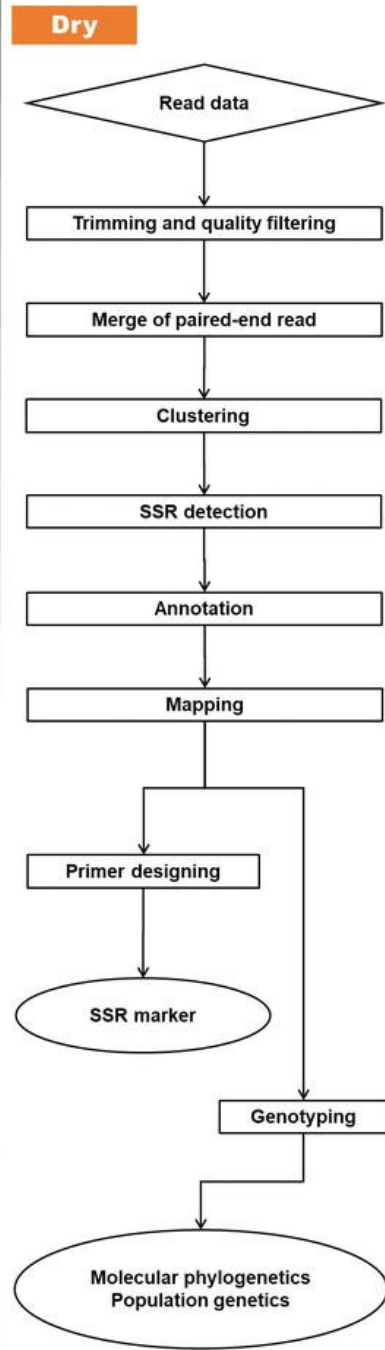 Dry
Read data
Trimming and quality filtering
Merge of paired-end read
Clustering
SSR detection
Annotation
Mapping
Primer designing
SSR marker
Genotyping
Molecular phylogenetics
Population genetics